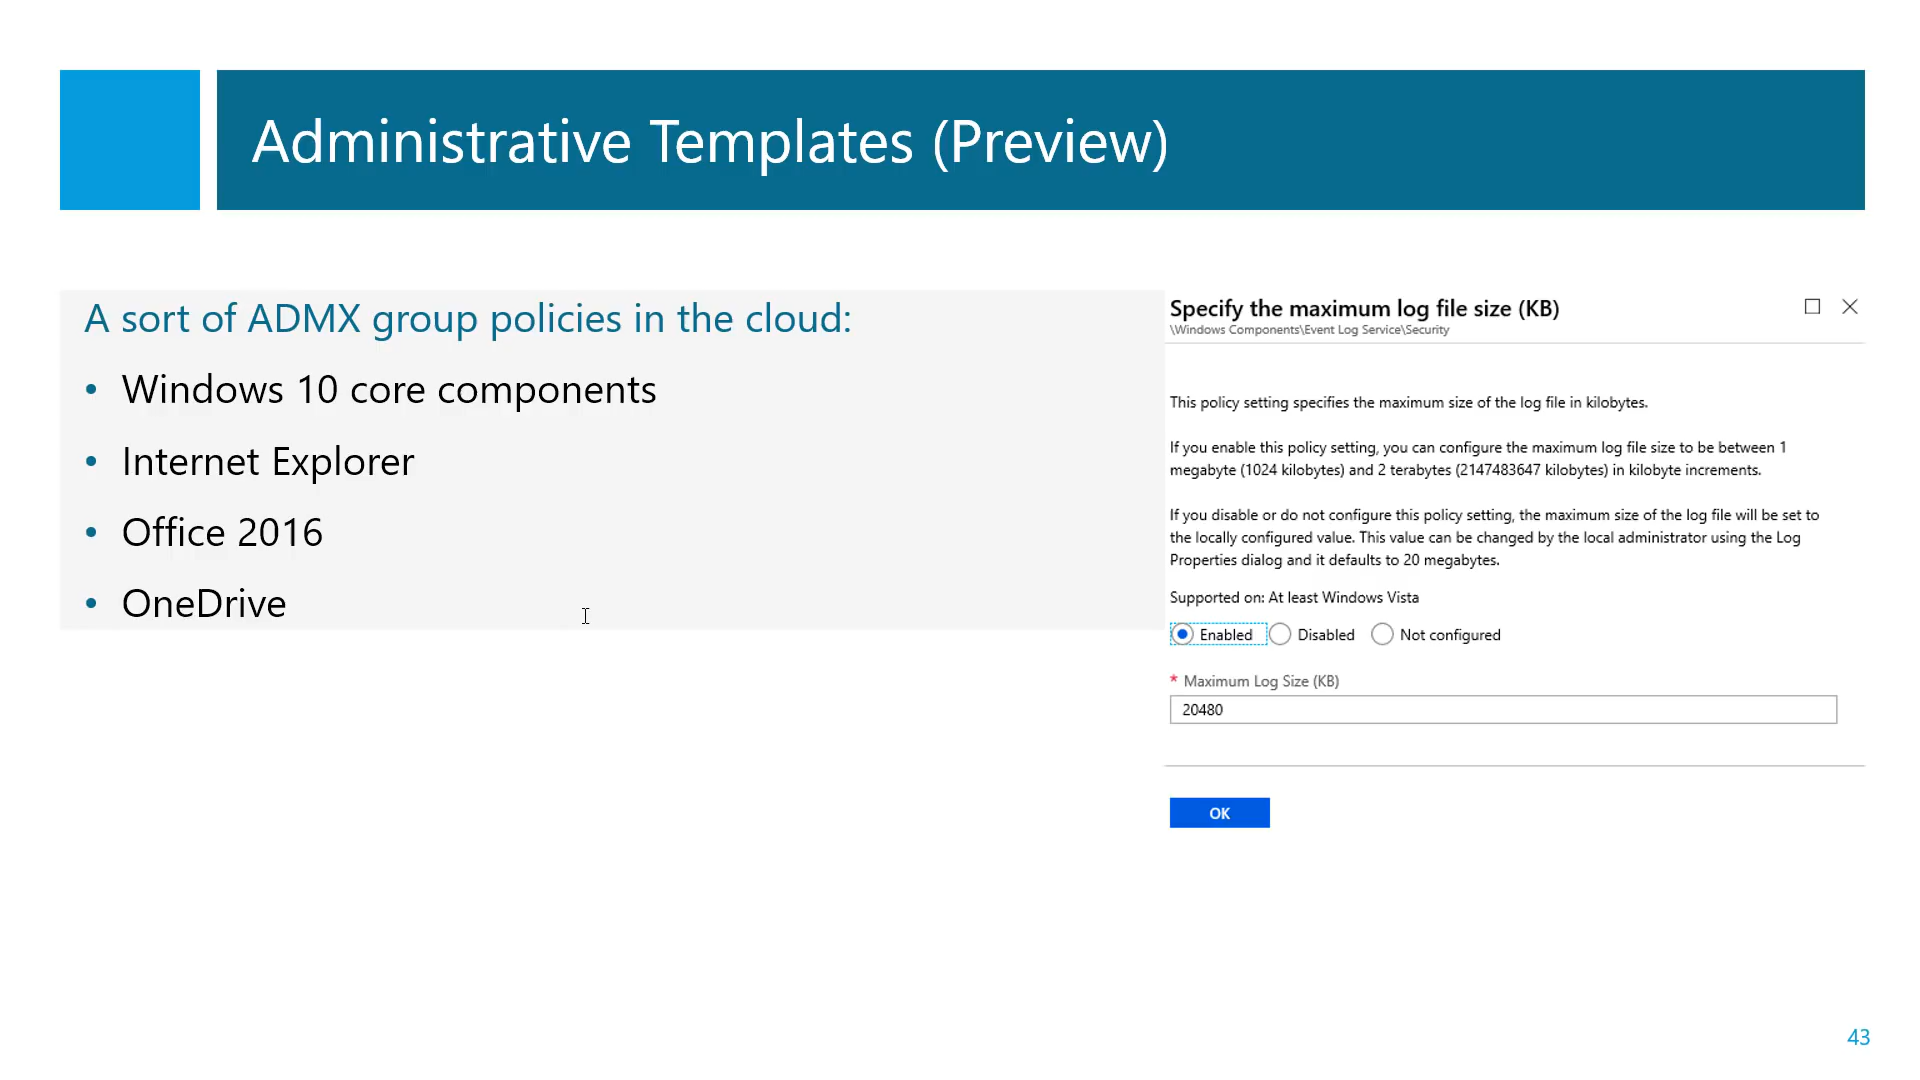 Administrative Templates (Preview)
A sort of ADMX group policies in the cloud:
• Windows 10 core components
• Internet Explorer
• Office 2016
• OneDrive
Specify the maximum log file size (KB)
\Windows Components\Event Log Service\Security
This policy setting specifies the maximum size of the log file in kilobytes.
If you enable this policy setting, you can configure the maximum log file size to be between 1
megabyte (1024 kilobytes) and 2 terabytes (2147483647 kilobytes) in kilobyte increments.
If you disable or do not configure this policy setting, the maximum size of the log file will be set to
the locally configured value. This value can be changed by the local administrator using the Log
Properties dialog and it defaults to 20 megabytes.
Supported on: At least Windows Vista
Enabled Disabled Not configured
* Maximum Log Size (KB)
20480
OK
43